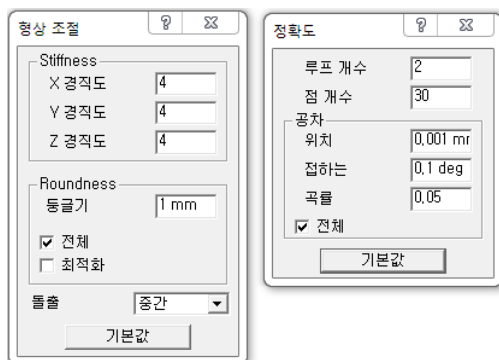 형상 조절
Stiffness
X 경직도 4
Y 경직도 4
Z 경직도 4
Roundness
둥글기 1 mm
전체
최적화
돌출 중간
기본값
정확도
루프 개수 2
점 개수 30
공차
위치 0,001 mr
접하는 0,1 deg
곡률 0,05
전체
기본값